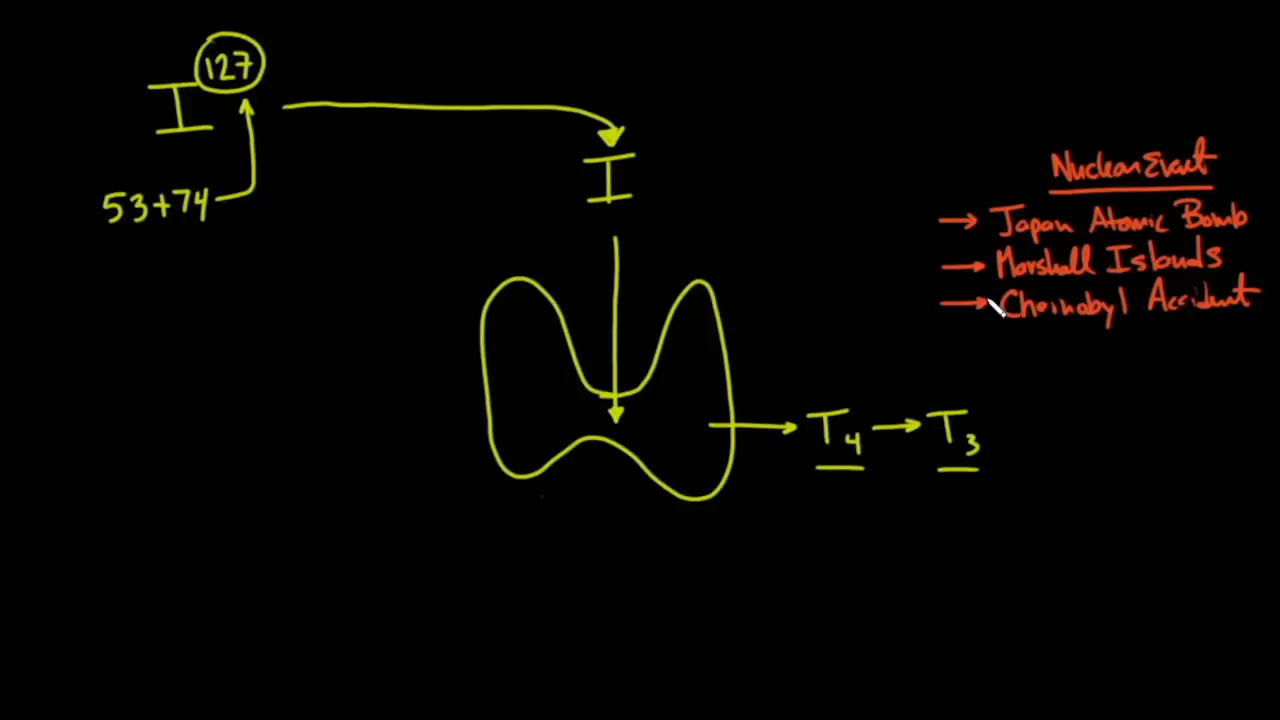 I 127
53+74
I
T4 → T3
Nuclear Event
→ Japan Atomic Bomb
→ Marshall Islands
→ Chernobyl Accident